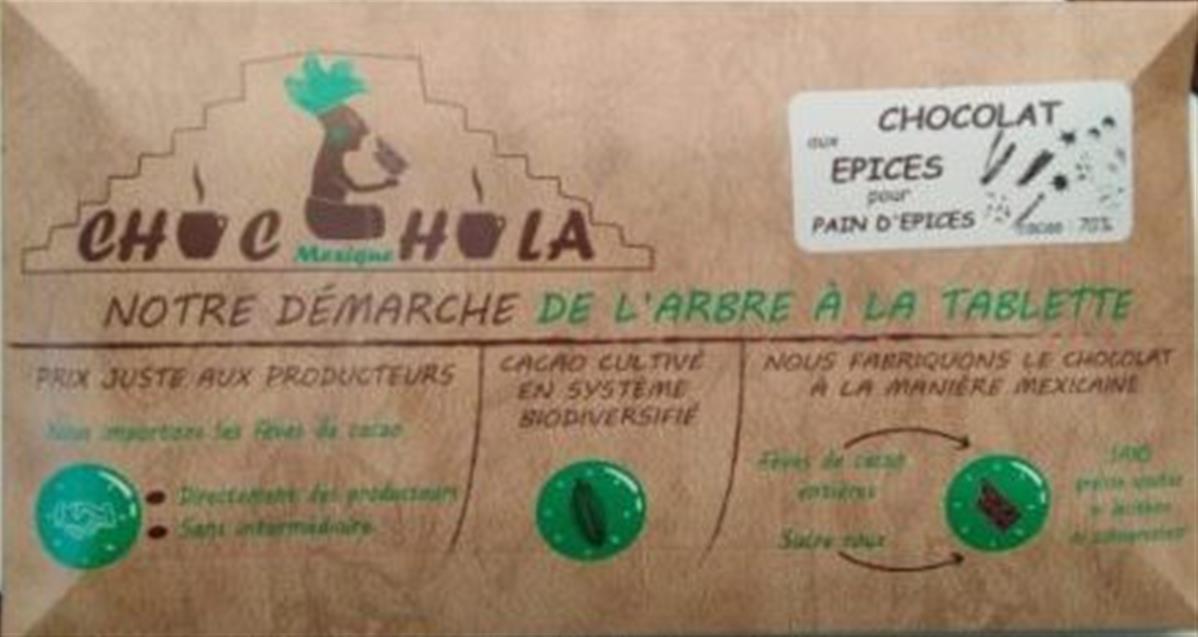 CHOC HOLA
Mexique
CHOCOLAT
aux
EPICES
pour
PAIN D'EPICES
cacao : 70%
NOTRE DÉMARCHE DE L'ARBRE À LA TABLETTE
PRIX JUSTE AUX PRODUCTEURS
Nous importons les fèves de cacao
Directement des producteurs
Sans intermédiaire
CACAO CULTIVÉ
EN SYSTÈME
BIODIVERSIFIÉ
NOUS FABRIQUONS LE CHOCOLAT
À LA MANIÈRE MEXICAINE
Fèves de cacao
entières
Sucre roux
SANS
graisse ajoutée